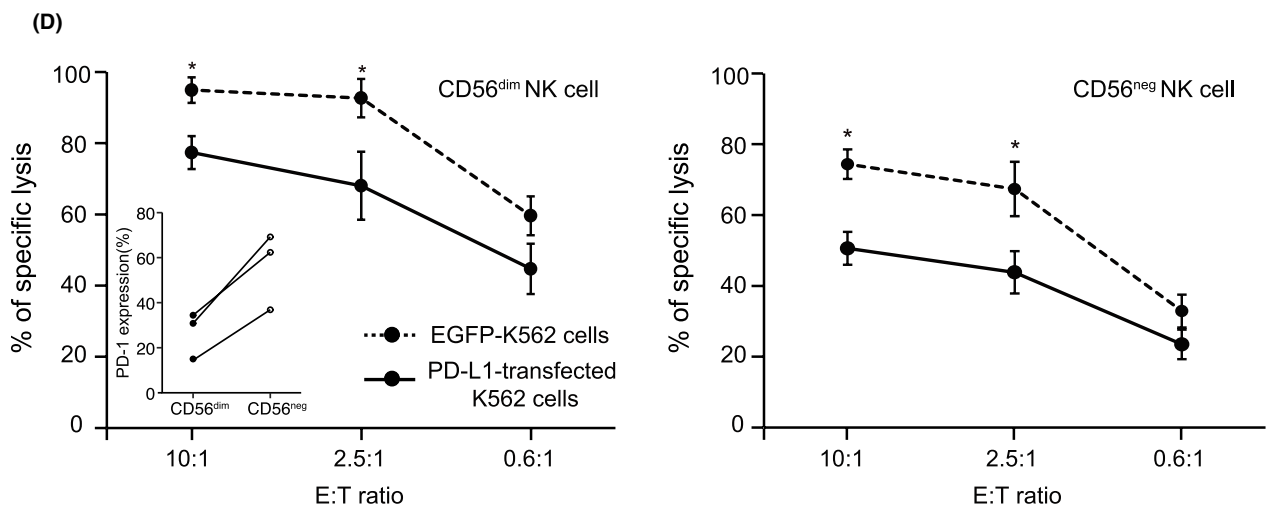 (D)
% of specific lysis
100
80
60
40
20
0
*
*
CD56dim NK cell
PD-1 expression(%)
80
60
40
20
0
CD56dim
CD56neg
EGFP-K562 cells
PD-L1-transfected
K562 cells
10:1
2.5:1
0.6:1
E:T ratio
% of specific lysis
100
80
60
40
20
0
*
*
CD56neg NK cell
10:1
2.5:1
0.6:1
E:T ratio